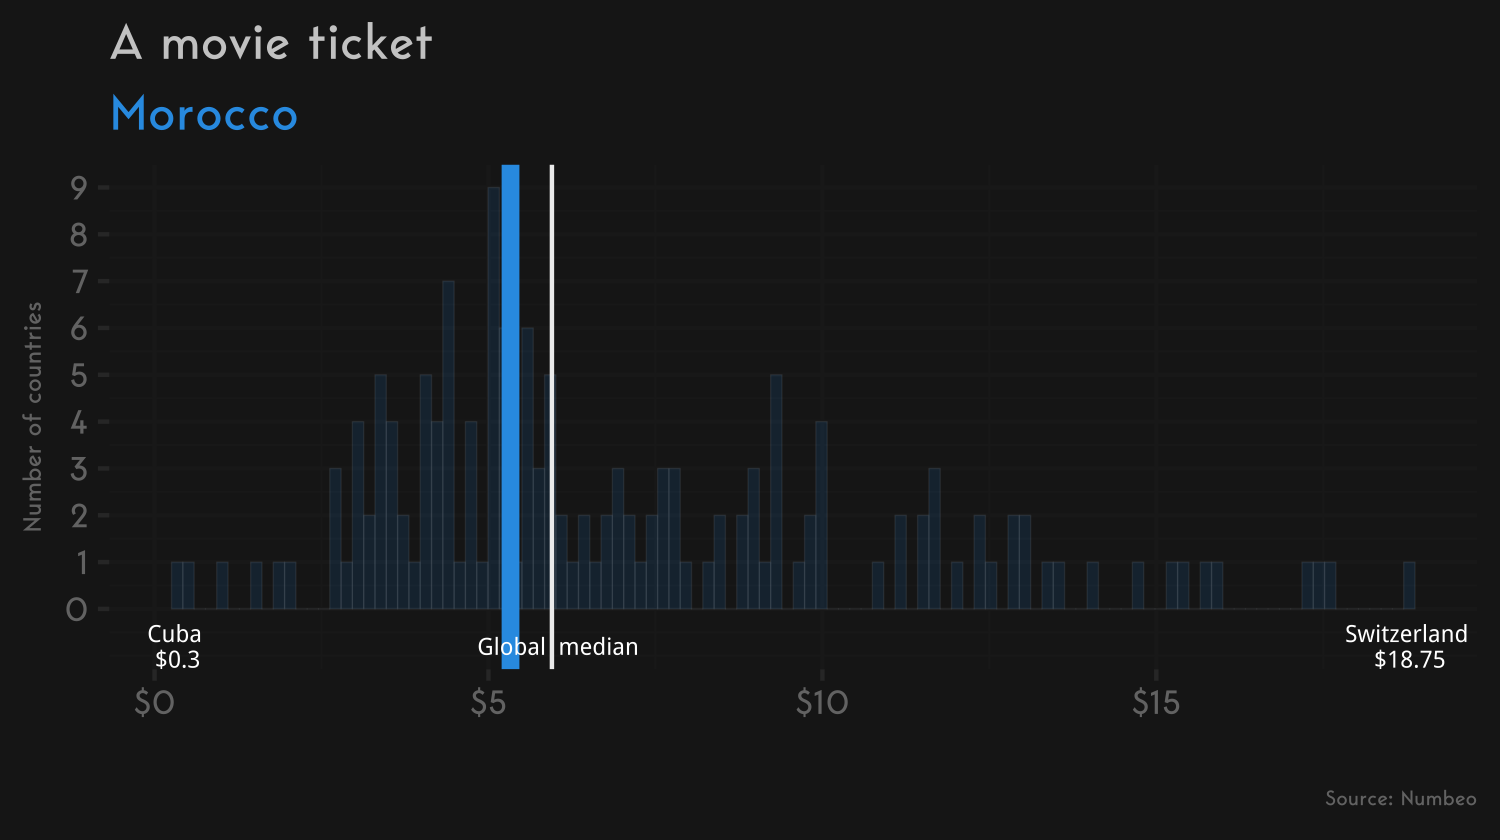 A movie ticket
Morocco
Number of countries
9
8
7
6
5
4
3
2
1
0
Cuba
$0.3
Global median
Switzerland
$18.75
$0 $5 $10 $15
Source: Numbeo